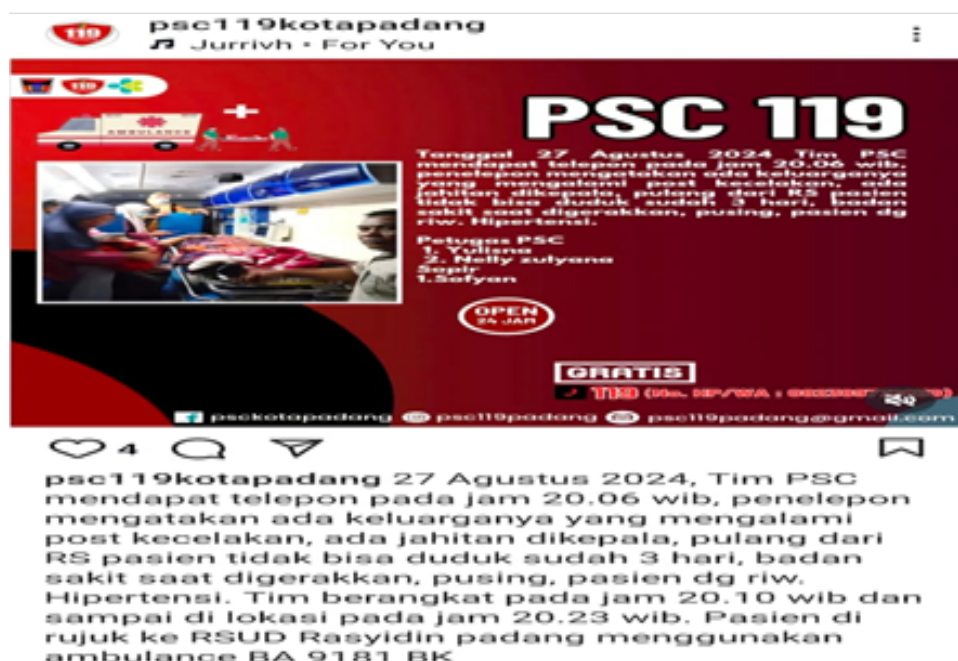 psc119kotapadang
Jurrivh • For You
119
AMBULANCE
PSC 119
Tanggal 27 Agustus 2024 Tim PSC
mendapat telepon pada jam 20.06 wib,
penelepon mengatakan ada keluarganya
yang mengalami post kecelakan, ada
jahitan dikepala, pulang dari RS pasien
tidak bisa duduk sudah 3 hari, badan
sakit saat digerakkan, pusing, pasien dg
riw. Hipertensi.
Petugas PSC
1. Yulisna
2. Nelly zulyana
Sopir
1.Sofyan
OPEN
24 JAM
GRATIS
119 (No. HP/WA :
psckotapadang psc119padang psc119padang@gmail.com
4
psc119kotapadang 27 Agustus 2024, Tim PSC
mendapat telepon pada jam 20.06 wib, penelepon
mengatakan ada keluarganya yang mengalami
post kecelakan, ada jahitan dikepala, pulang dari
RS pasien tidak bisa duduk sudah 3 hari, badan
sakit saat digerakkan, pusing, pasien dg riw.
Hipertensi. Tim berangkat pada jam 20.10 wib dan
sampai di lokasi pada jam 20.23 wib. Pasien di
rujuk ke RSUD Rasyidin padang menggunakan
ambulance BA 9181 BK